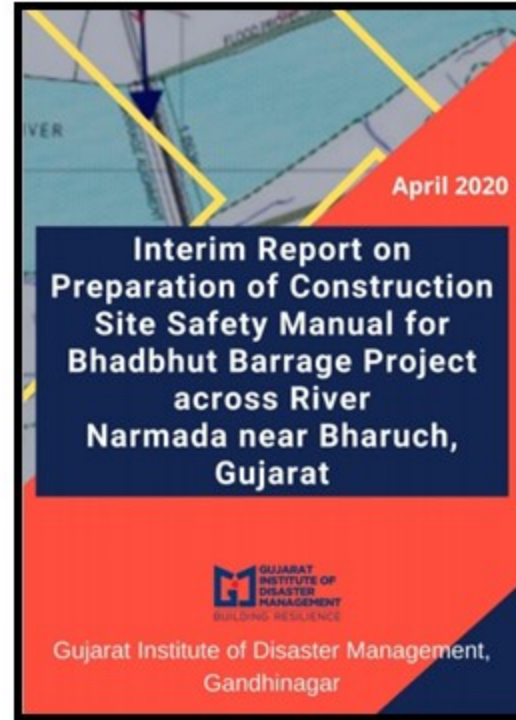 FLOOD
IVER
April 2020
Interim Report on
Preparation of Construction
Site Safety Manual for
Bhadbhut Barrage Project
across River
Narmada near Bharuch,
Gujarat
GUJARAT
INSTITUTE OF
DISASTER
MANAGEMENT
BUILDING RESILIENCE
Gujarat Institute of Disaster Management,
Gandhinagar